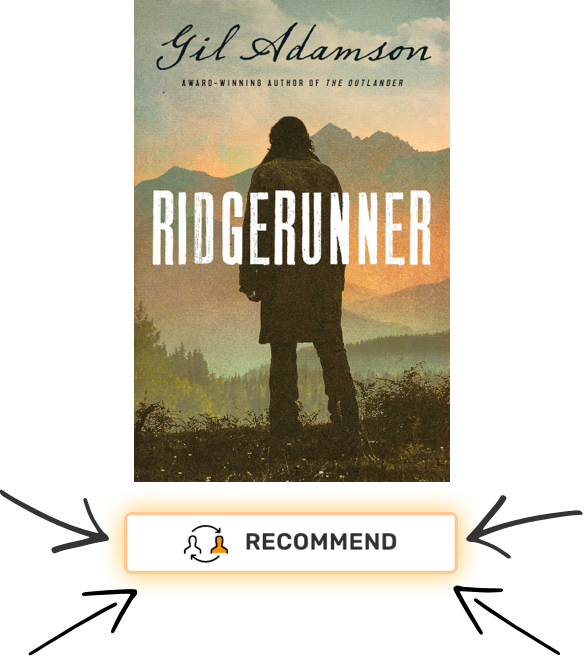 Gil Adamson
AWARD-WINNING AUTHOR OF THE OUTLANDER
RIDGERUNNER
RECOMMEND